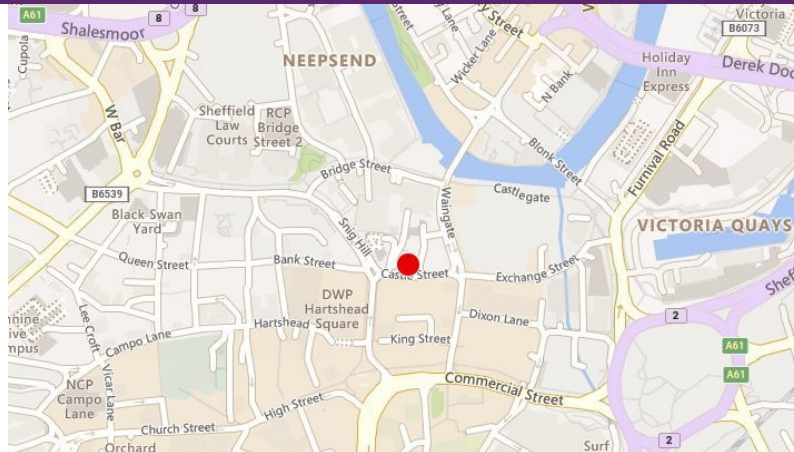 A61
8
8
Shalesmoor
Cupola
NEEPSEND
Street
Lane
Street
Wicker Lane
N Bank
Victoria
B6073
Derek Doo
Holiday
Inn
Express
W Bar
Sheffield
Law
Courts
RCP
Bridge
Street 2
Bridge Street
Blonk Street
Furnival Road
Castlegate
Waingate
B6539
Black Swan
Yard
Snig Hill
VICTORIA QUAYS
Queen Street
Bank Street
Castle Street
Exchange Street
Sheff
DWP
Hartshead
Square
Hartshead
Dixon Lane
King Street
2
A61
A61
Lee Croft
Campo Lane
Vicar Lane
NCP
Campo
Lane
Commercial Street
High Street
Church Street
Orchard
Surf
2